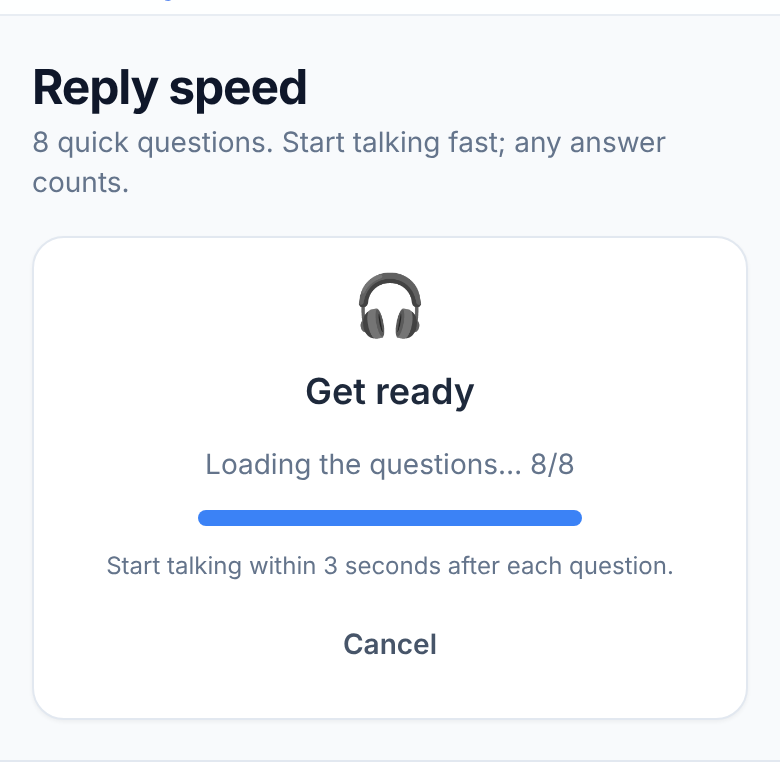 Reply speed
8 quick questions. Start talking fast; any answer
counts.
Get ready
Loading the questions... 8/8
Start talking within 3 seconds after each question.
Cancel